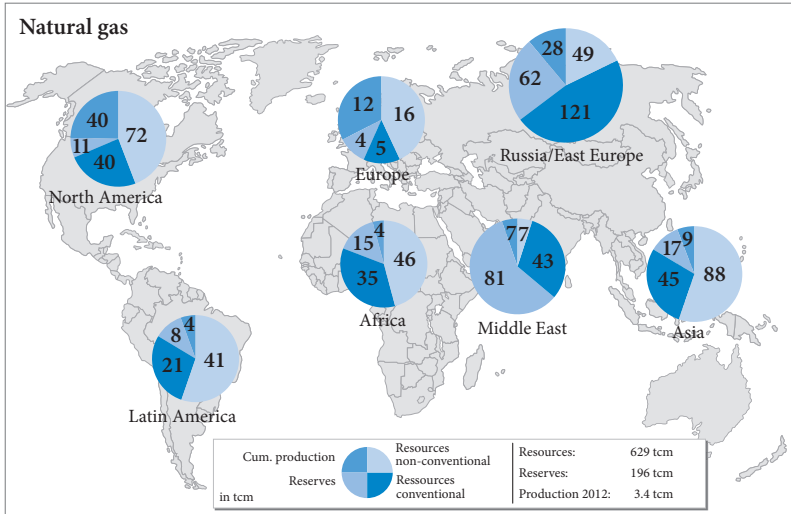 Natural gas
28
49
62
121
Russia/East Europe
12
16
4
5
Europe
40
72
11
40
North America
4
15
46
35
Africa
7
7
43
81
Middle East
9
17
88
45
Asia
4
8
41
21
Latin America
Cum. production
Resources
non-conventional
Reserves
Ressources
conventional
in tcm
Resources: 629 tcm
Reserves: 196 tcm
Production 2012: 3.4 tcm